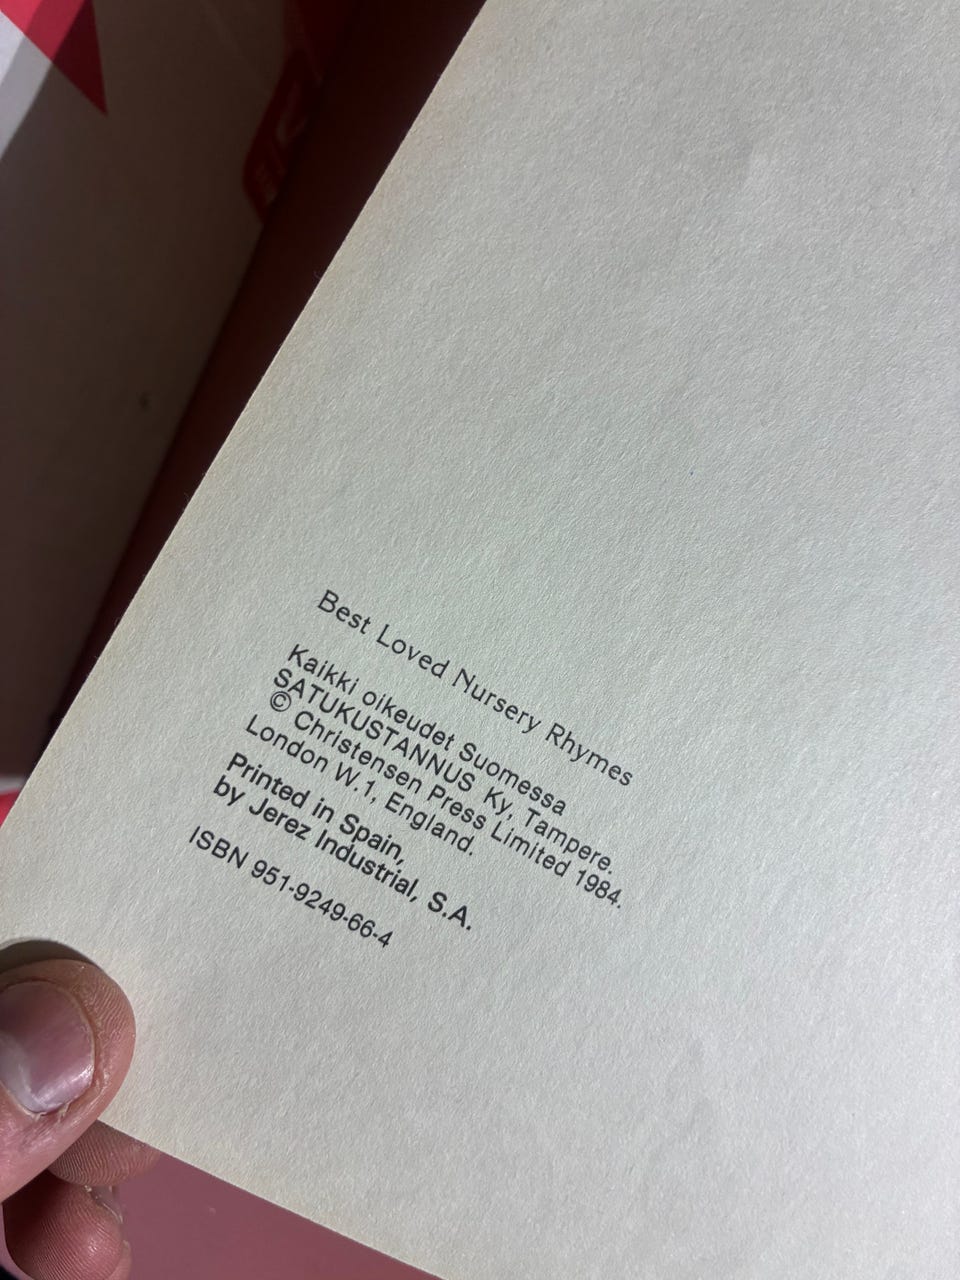 Best Loved Nursery Rhymes
Kaikki oikeudet Suomessa
SATUKUSTANNUS Ky, Tampere.
© Christensen Press Limited 1984.
London W.1, England.
Printed in Spain,
by Jerez Industrial, S.A.
ISBN 951-9249-66-4